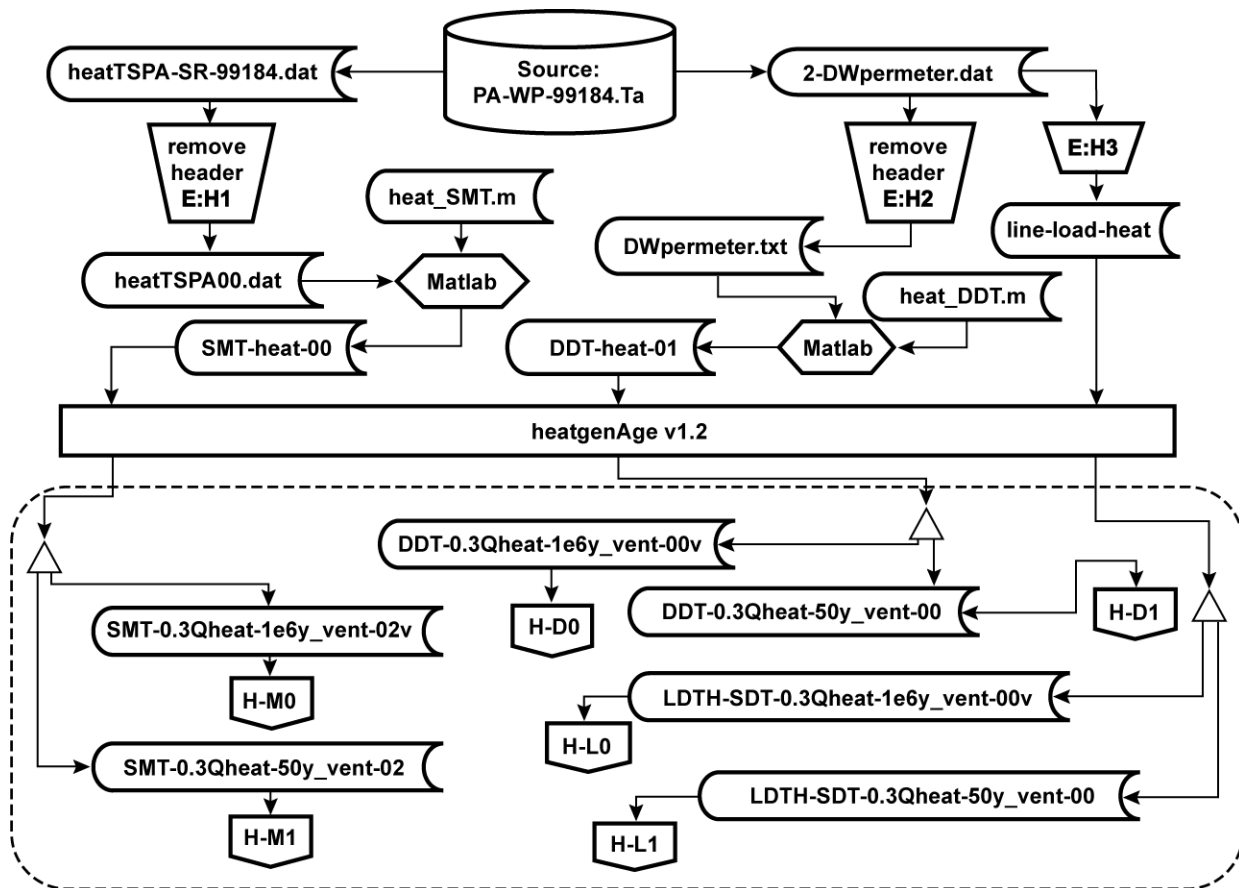 heatTSPA-SR-99184.dat
Source:
PA-WP-99184.Ta
2-DWpermeter.dat
remove
header
E:H1
heat_SMT.m
remove
header
E:H2
E:H3
DWpermeter.txt
line-load-heat
heatTSPA00.dat
Matlab
heat_DDT.m
SMT-heat-00
DDT-heat-01
Matlab
heatgenAge v1.2
DDT-0.3Qheat-1e6y_vent-00v
SMT-0.3Qheat-1e6y_vent-02v
H-D0
DDT-0.3Qheat-50y_vent-00
H-D1
H-M0
LDTH-SDT-0.3Qheat-1e6y_vent-00v
H-L0
SMT-0.3Qheat-50y_vent-02
LDTH-SDT-0.3Qheat-50y_vent-00
H-M1
H-L1